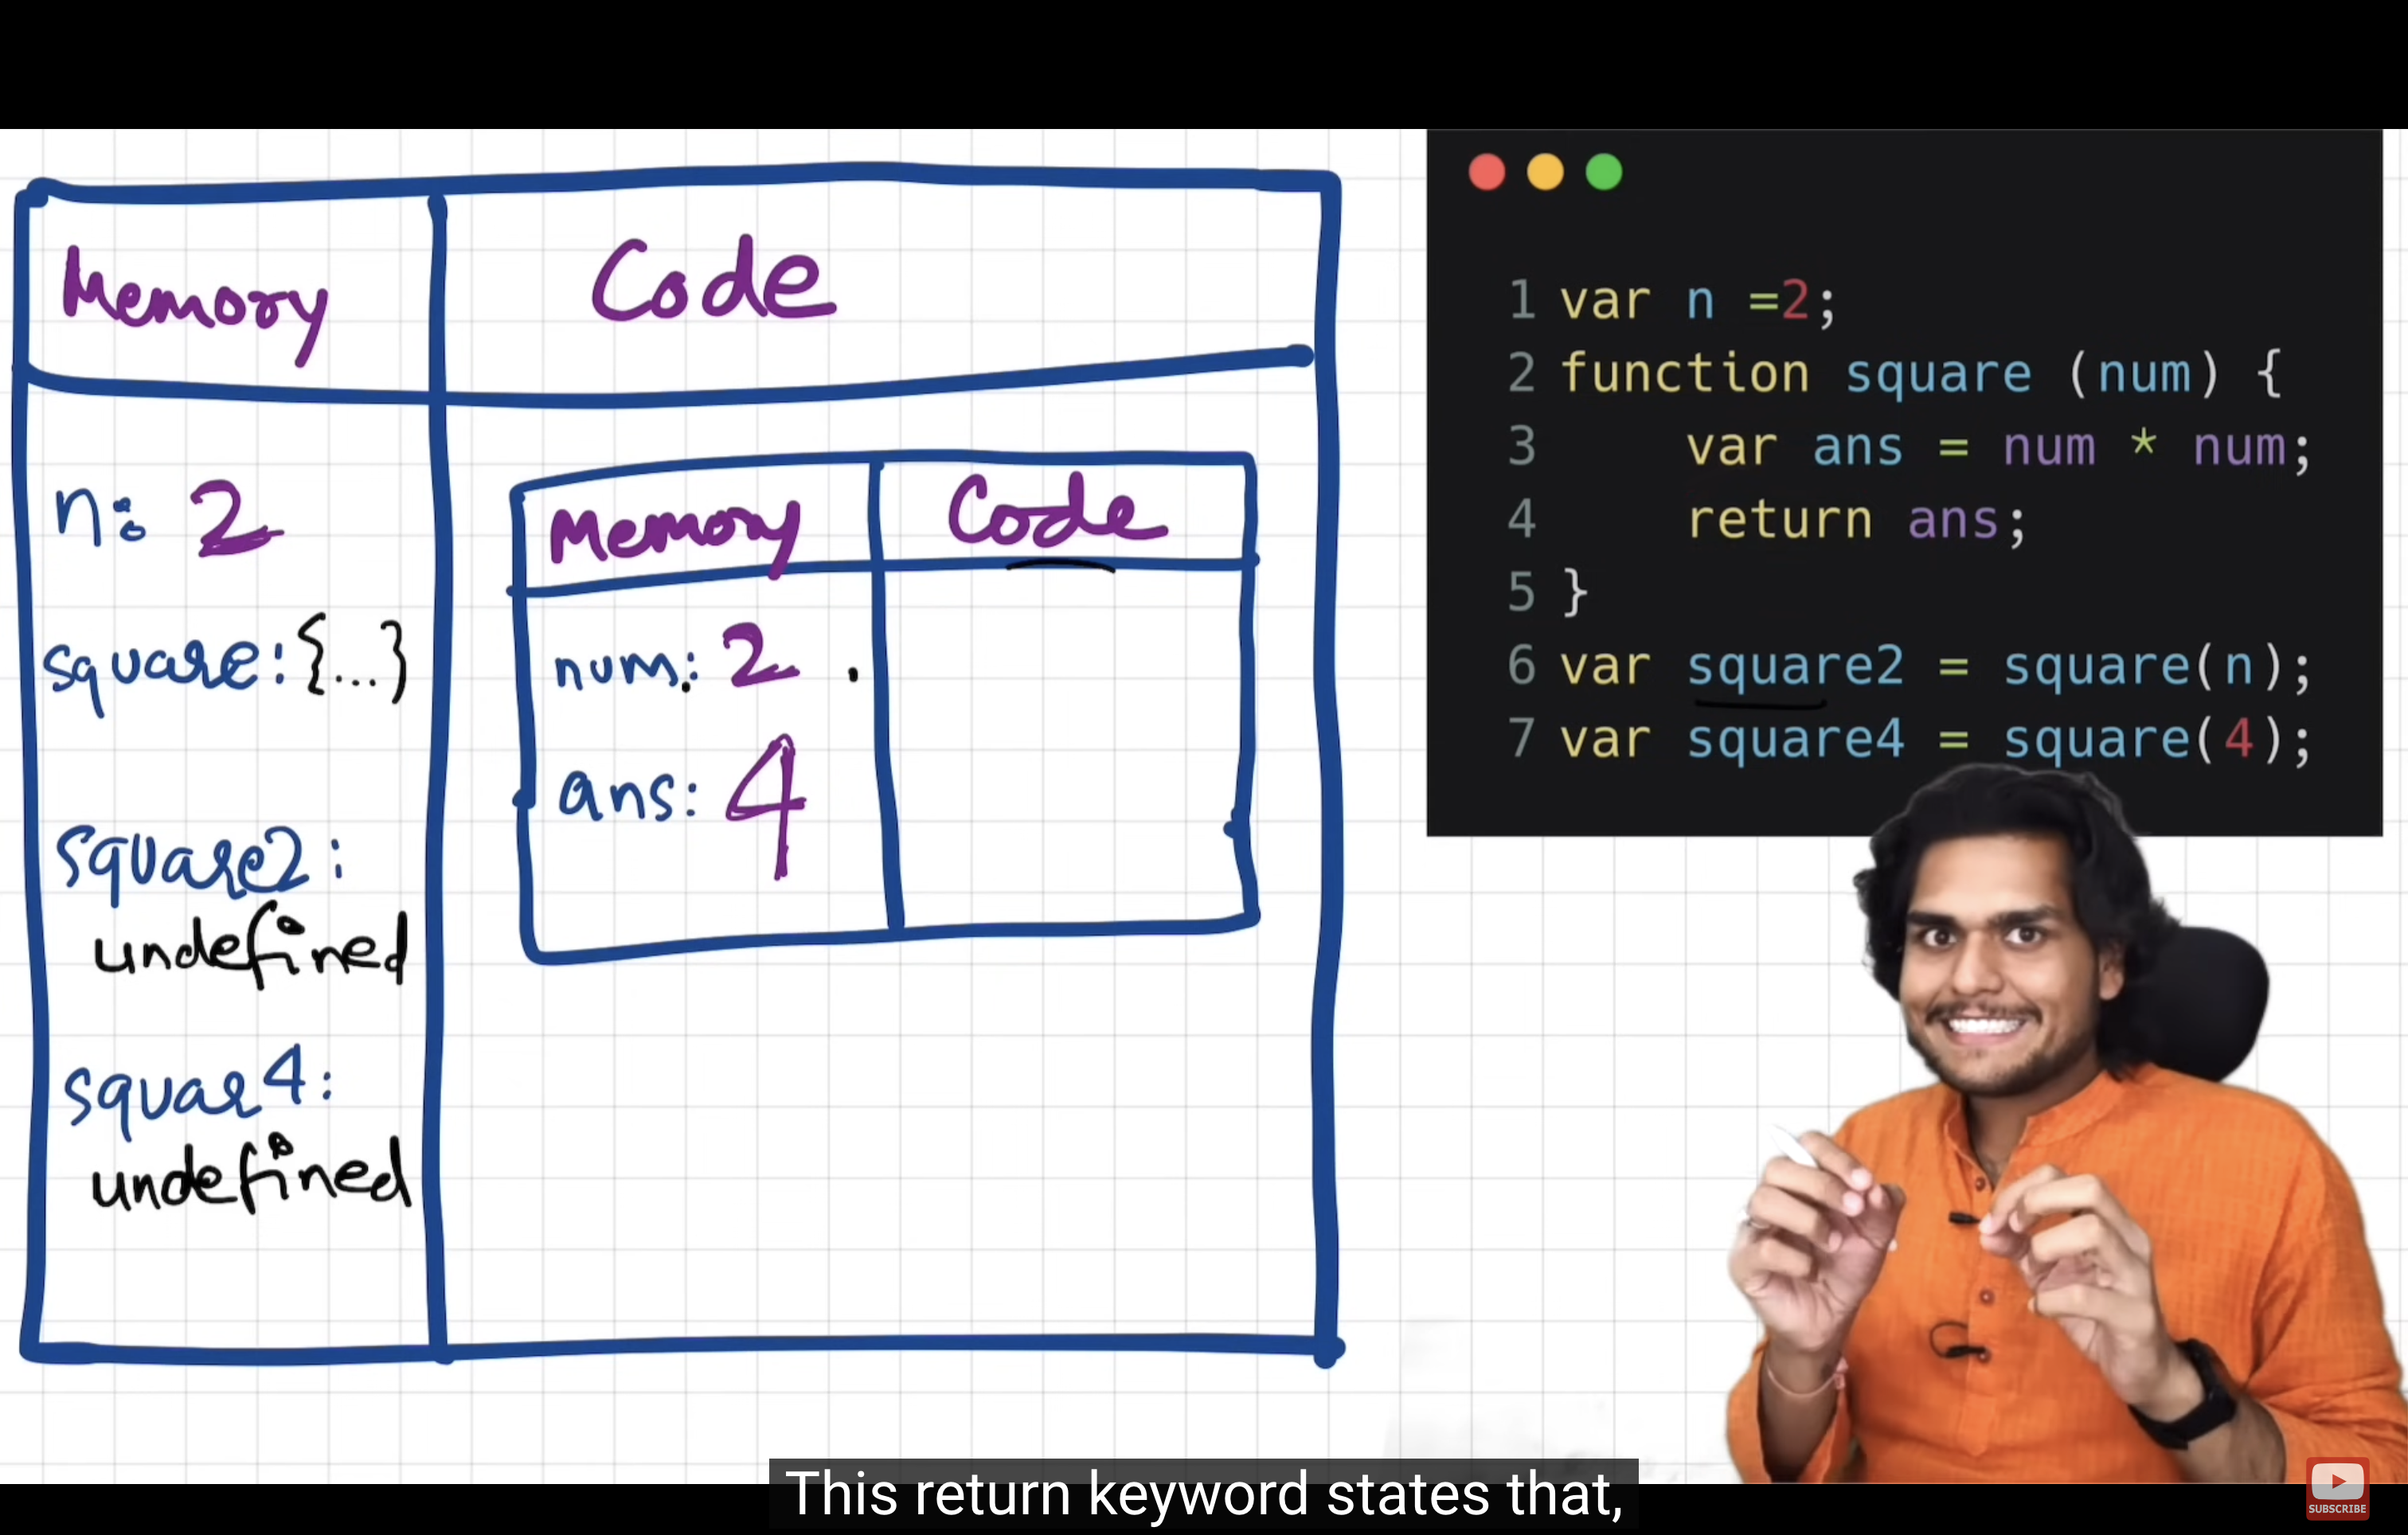 Memory
Code
n: 2
square: {...}
square2:
undefined
squar4:
undefined
Memory
Code
num: 2
ans: 4
1 var n =2;
2 function square (num) {
3 var ans = num * num;
4 return ans;
5 }
6 var square2 = square(n);
7 var square4 = square(4);
This return keyword states that,
SUBSCRIBE